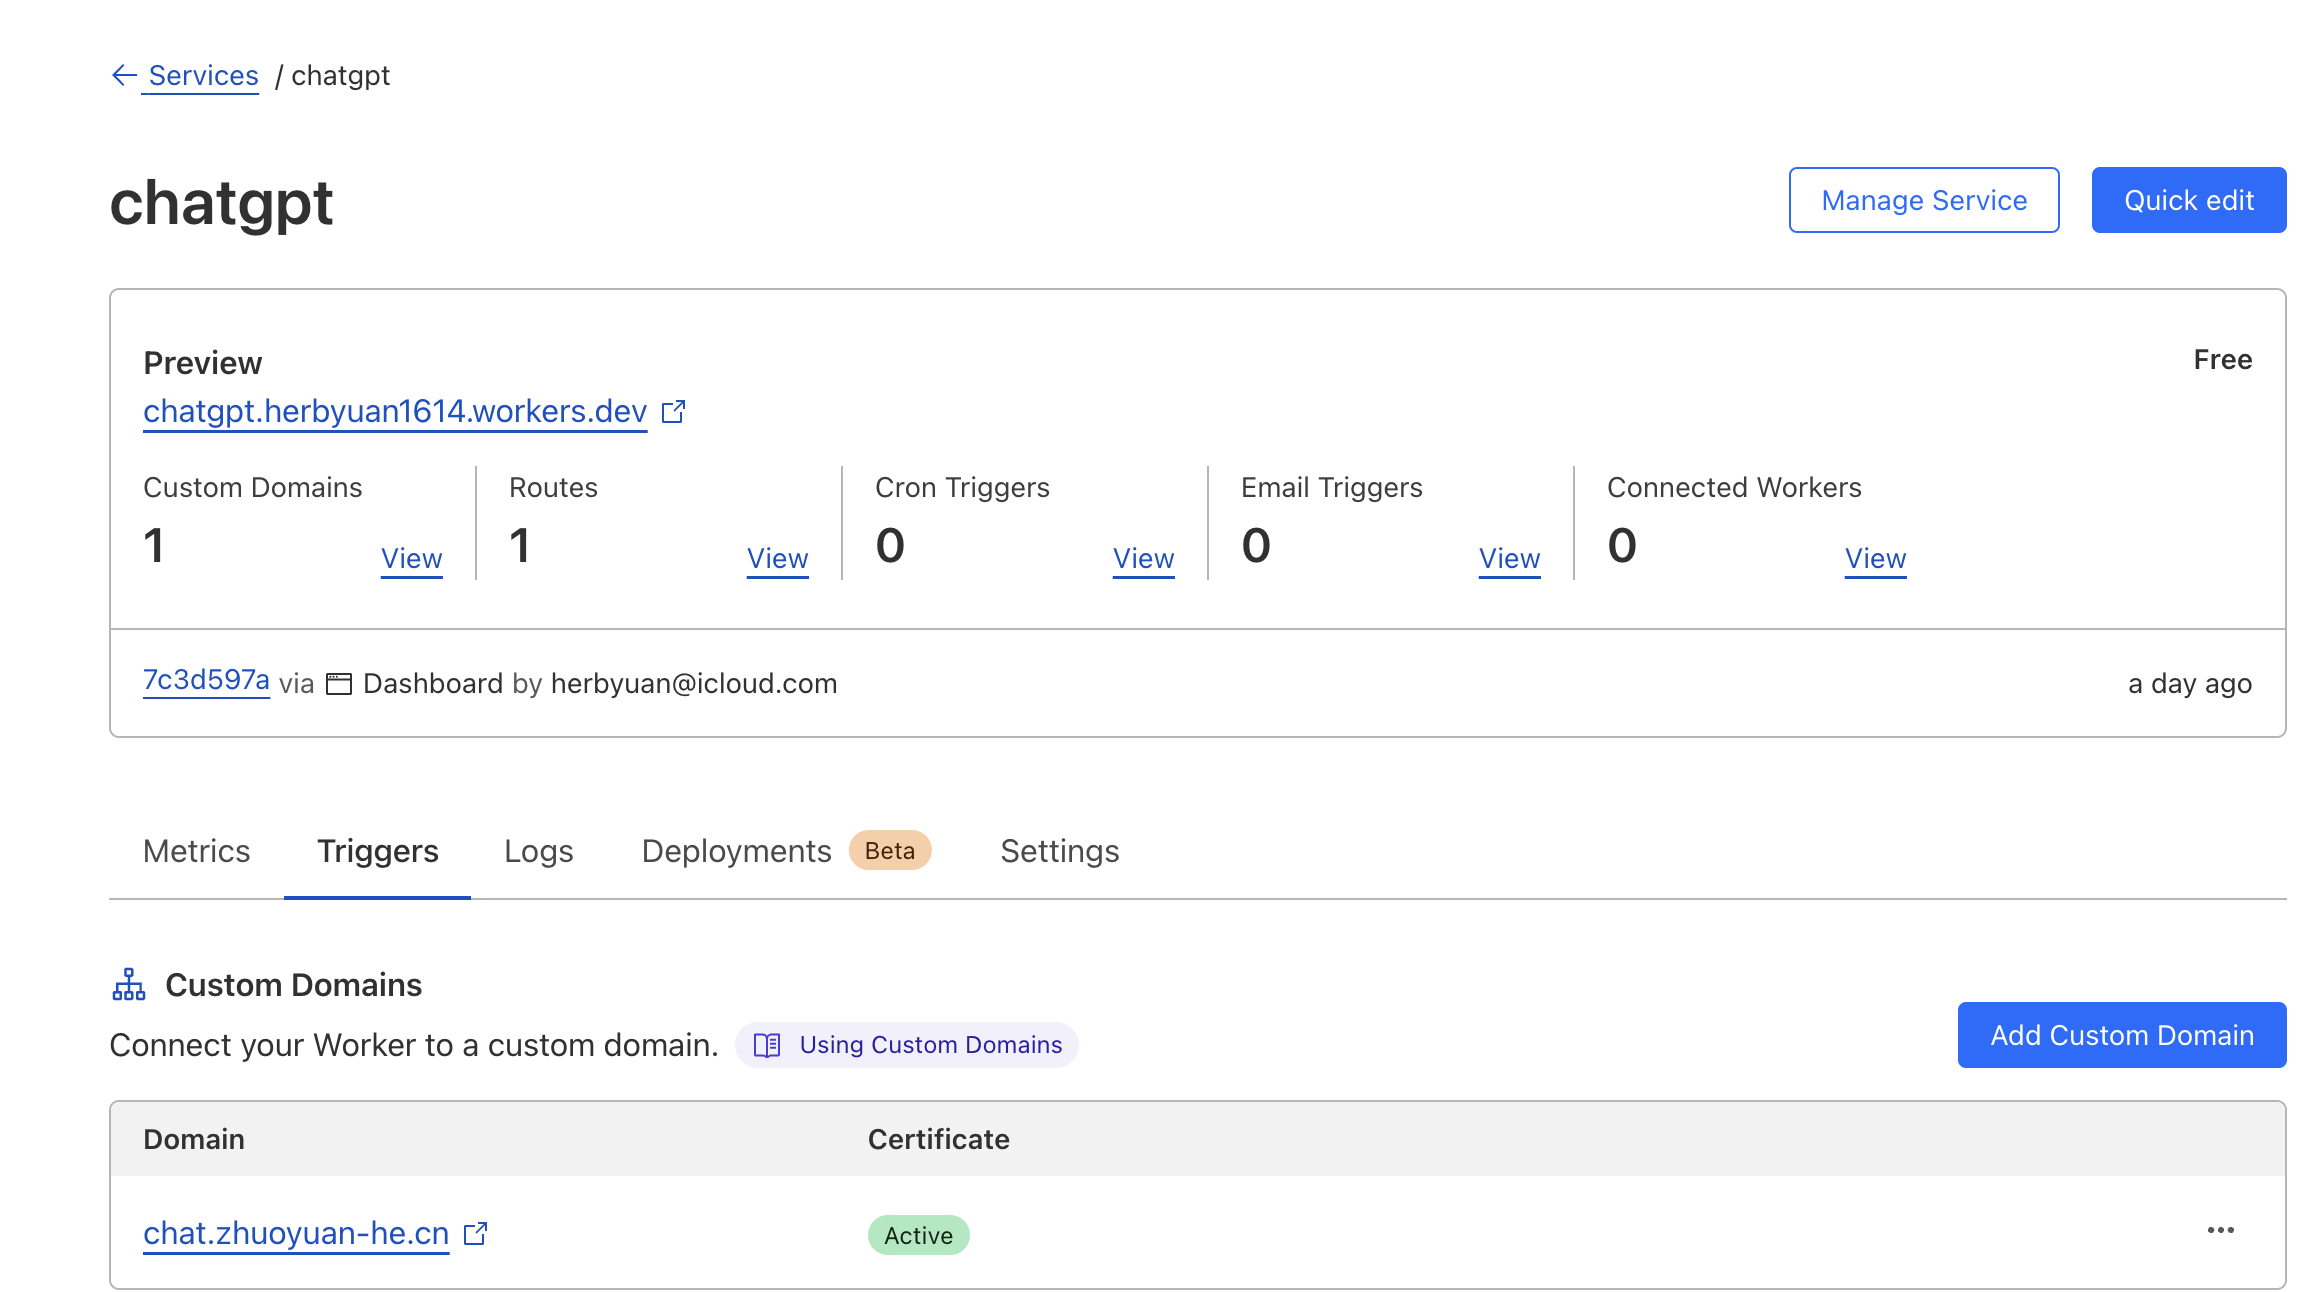 Services / chatgpt
chatgpt
Manage Service
Quick edit
Preview
Free
chatgpt.herbyuan1614.workers.dev
Custom Domains
1
View
Routes
1
View
Cron Triggers
0
View
Email Triggers
0
View
Connected Workers
0
View
7c3d597a via Dashboard by herbyuan@icloud.com
a day ago
Metrics
Triggers
Logs
Deployments
Beta
Settings
Custom Domains
Connect your Worker to a custom domain.
Using Custom Domains
Add Custom Domain
Domain
Certificate
chat.zhuoyuan-he.cn
Active